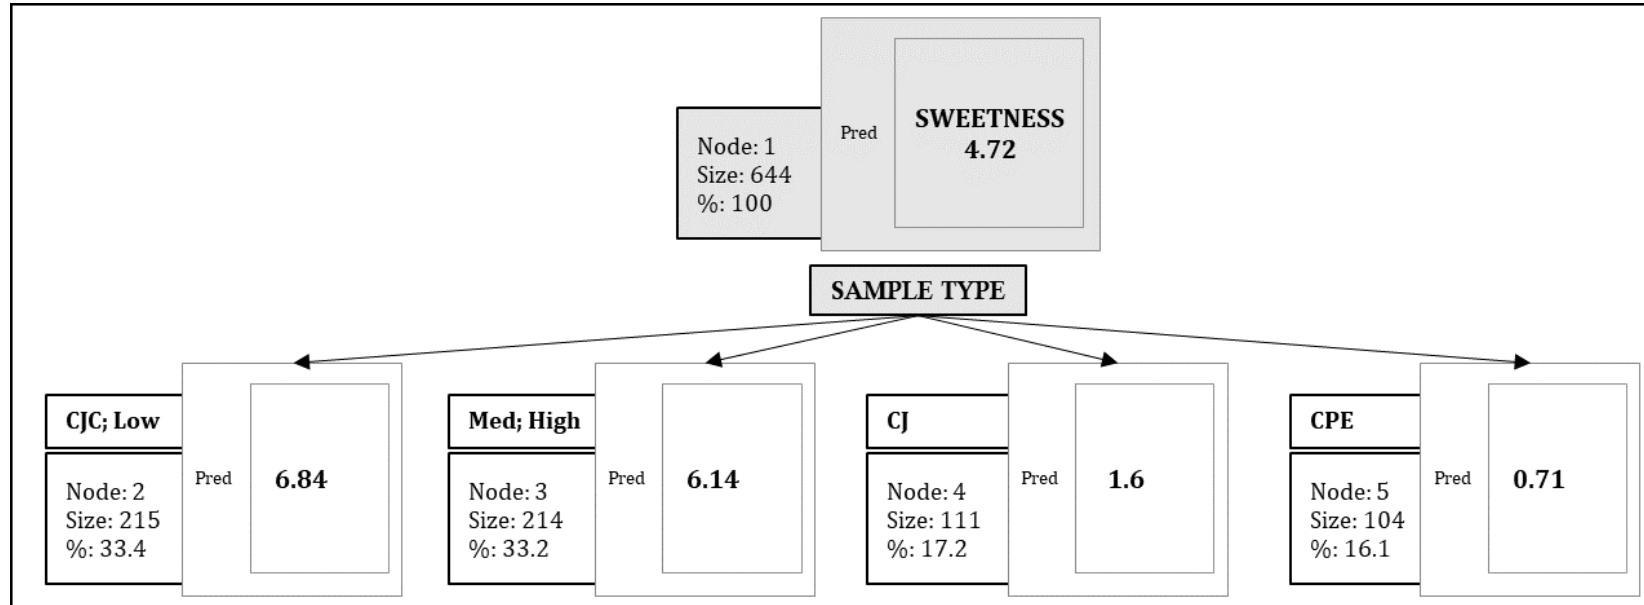 SWEETNESS
4.72
Pred
Node: 1
Size: 644
%: 100
SAMPLE TYPE
CJC; Low
Node: 2
Size: 215
%: 33.4
Pred
6.84
Med; High
Node: 3
Size: 214
%: 33.2
Pred
6.14
CJ
Node: 4
Size: 111
%: 17.2
Pred
1.6
CPE
Node: 5
Size: 104
%: 16.1
Pred
0.71